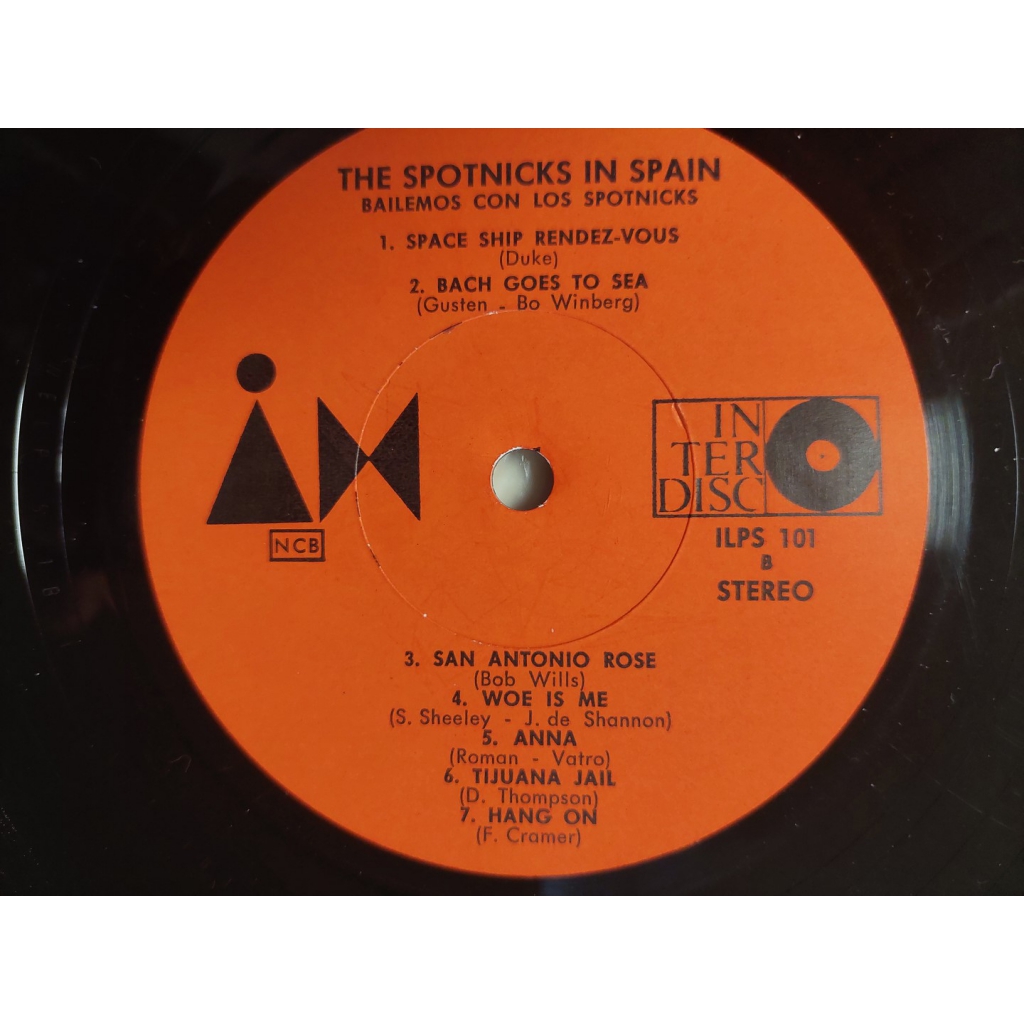 THE SPOTNICKS IN SPAIN
BAILEMOS CON LOS SPOTNICKS
1. SPACE SHIP RENDEZ-VOUS
(Duke)
2. BACH GOES TO SEA
(Gusten - Bo Winberg)
NCB
IN
TER
DISC
ILPS 101
B
STEREO
3. SAN ANTONIO ROSE
(Bob Wills)
4. WOE IS ME
(S. Sheeley - J. de Shannon)
5. ANNA
(Roman - Vatro)
6. TIJUANA JAIL
(D. Thompson)
7. HANG ON
(F. Cramer)